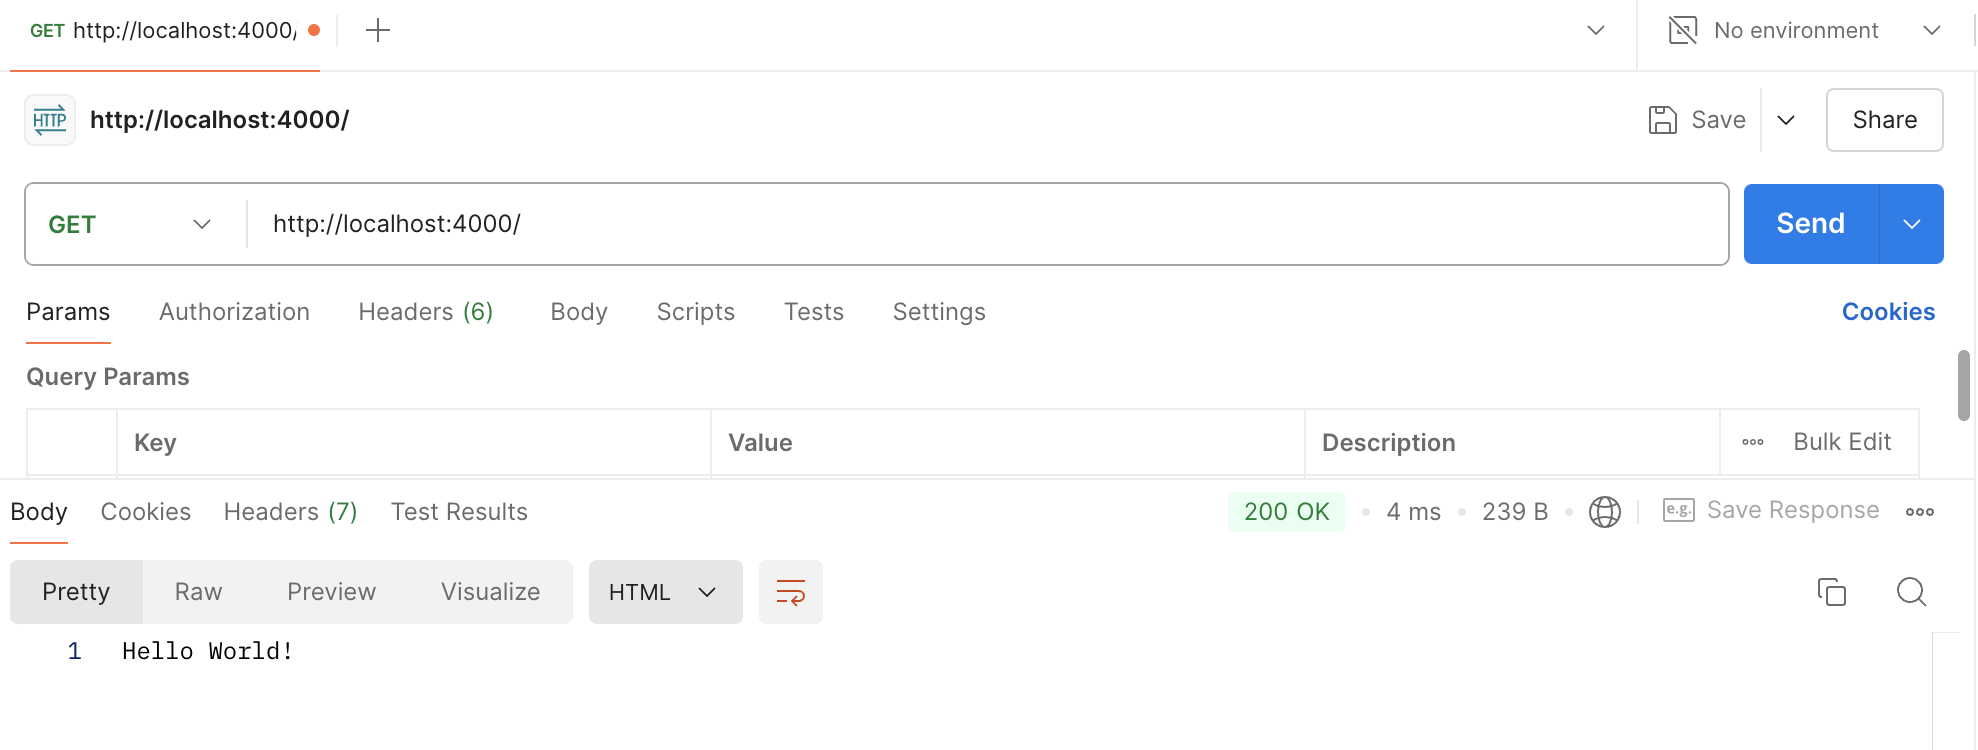 GET http://localhost:4000/
No environment
HTTP http://localhost:4000/
Save
Share
GET http://localhost:4000/
Send
Params Authorization Headers (6) Body Scripts Tests Settings Cookies
Query Params
Key Value Description Bulk Edit
Body Cookies Headers (7) Test Results 200 OK 4 ms 239 B e.g. Save Response
Pretty Raw Preview Visualize HTML
1 Hello World!